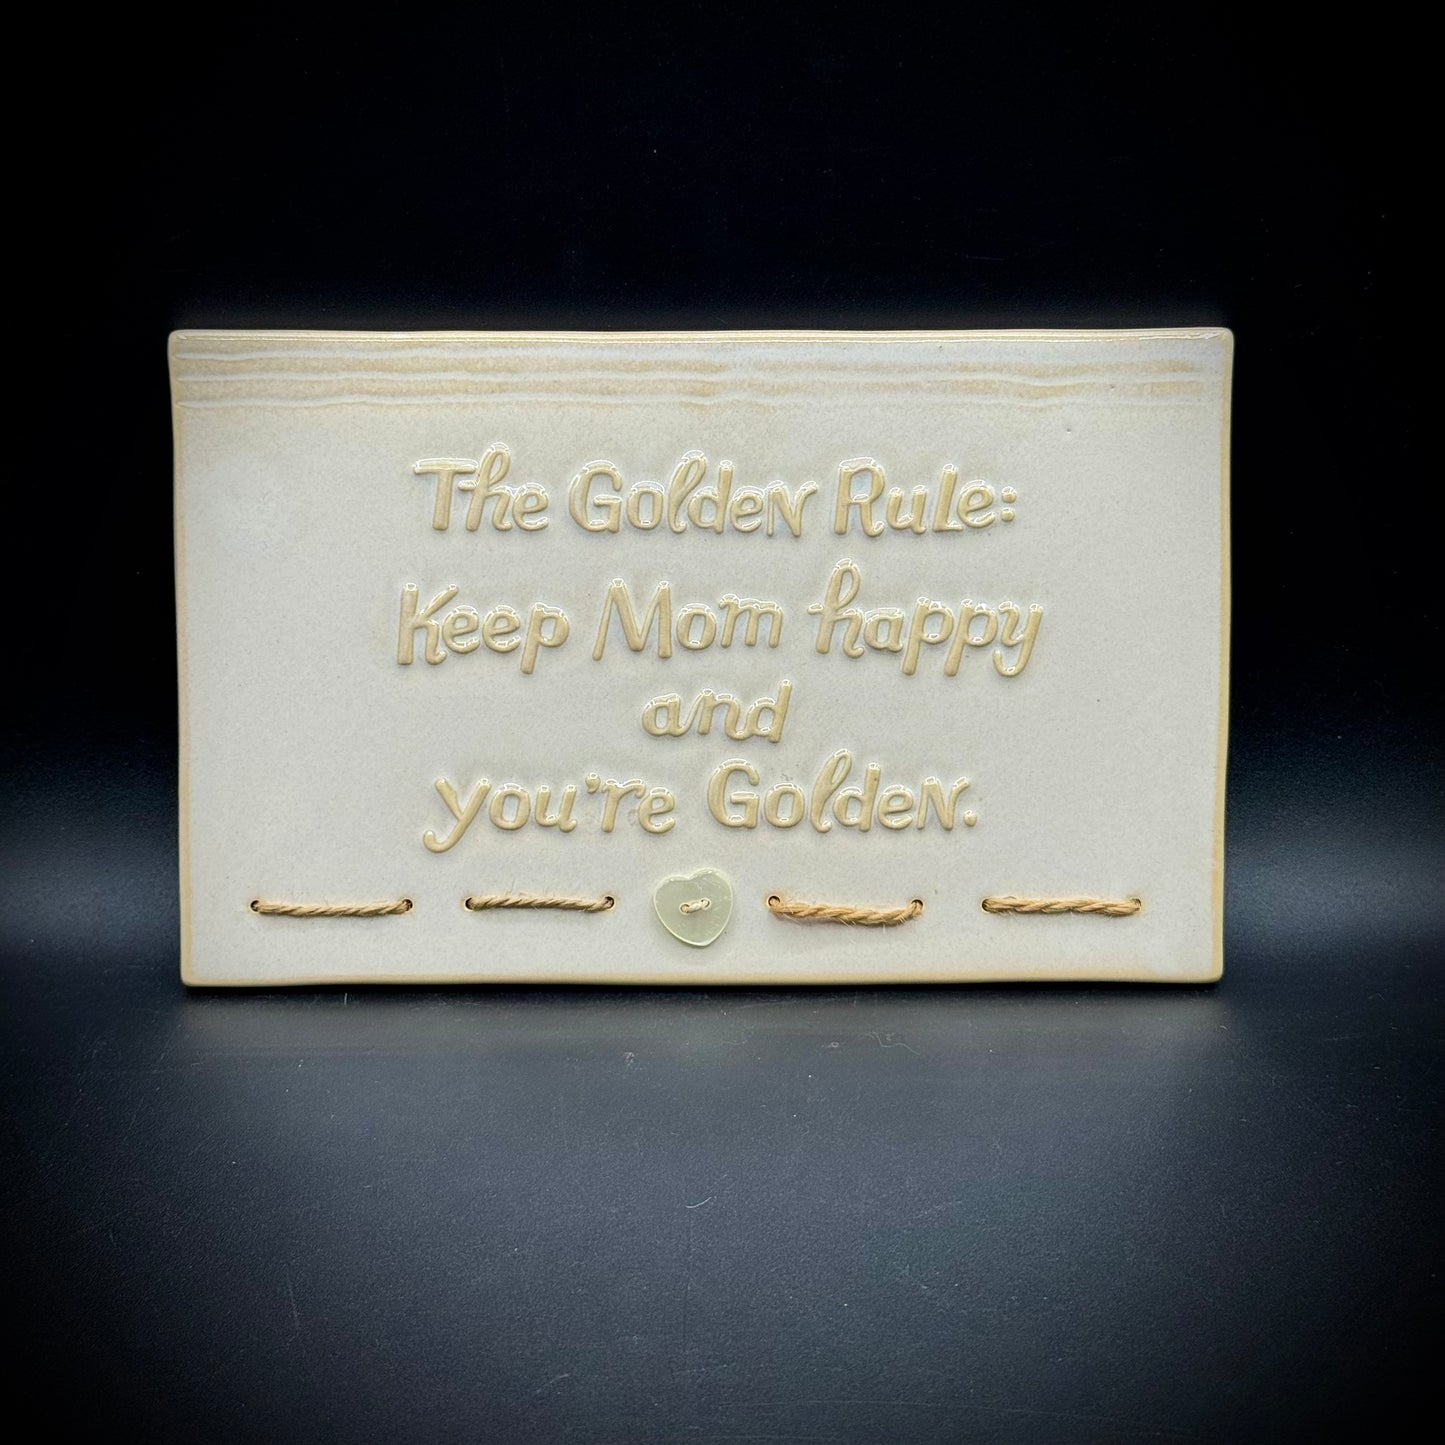 The Golden Rule:
Keep Mom happy
and
you're Golden.